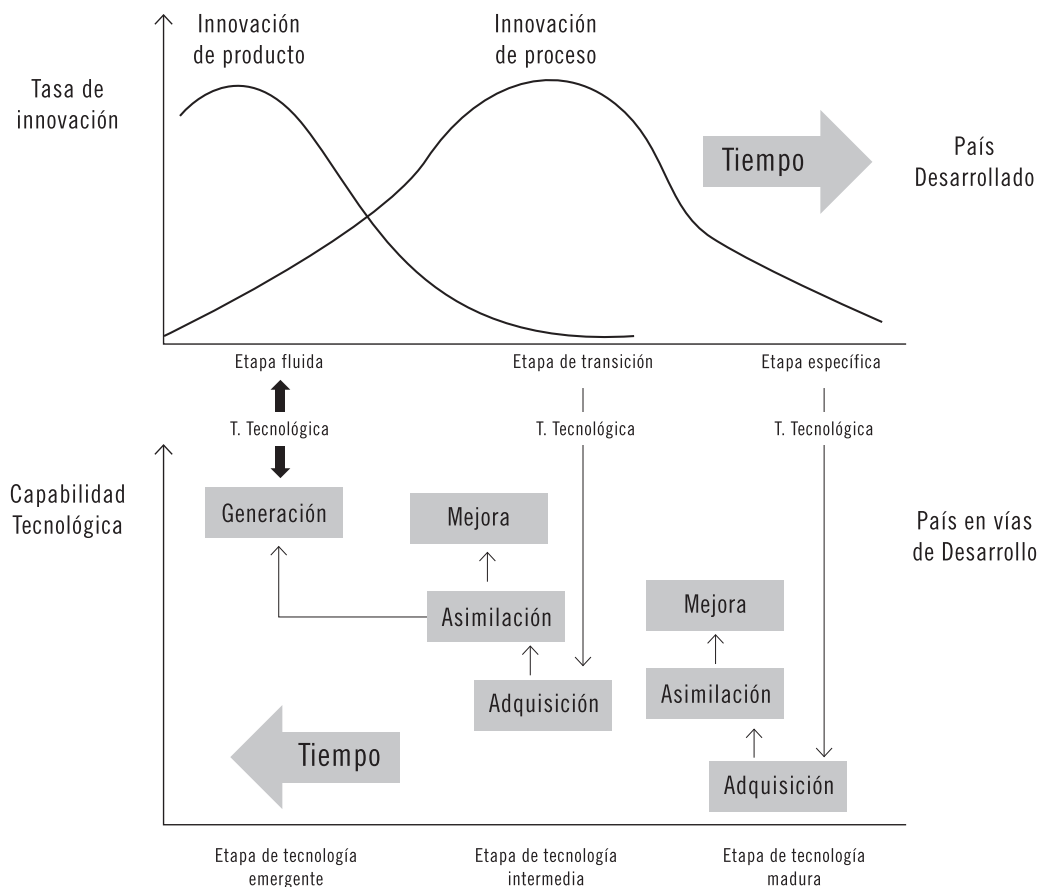 Innovación
de producto
Innovación
de proceso
Tasa de
innovación
Tiempo
País
Desarrollado
Etapa fluida
Etapa de transición
Etapa específica
T. Tecnológica
T. Tecnológica
T. Tecnológica
Capabilidad
Tecnológica
Generación
Mejora
País en vías
de Desarrollo
Asimilación
Mejora
Adquisición
Asimilación
Tiempo
Adquisición
Etapa de tecnología
emergente
Etapa de tecnología
intermedia
Etapa de tecnología
madura